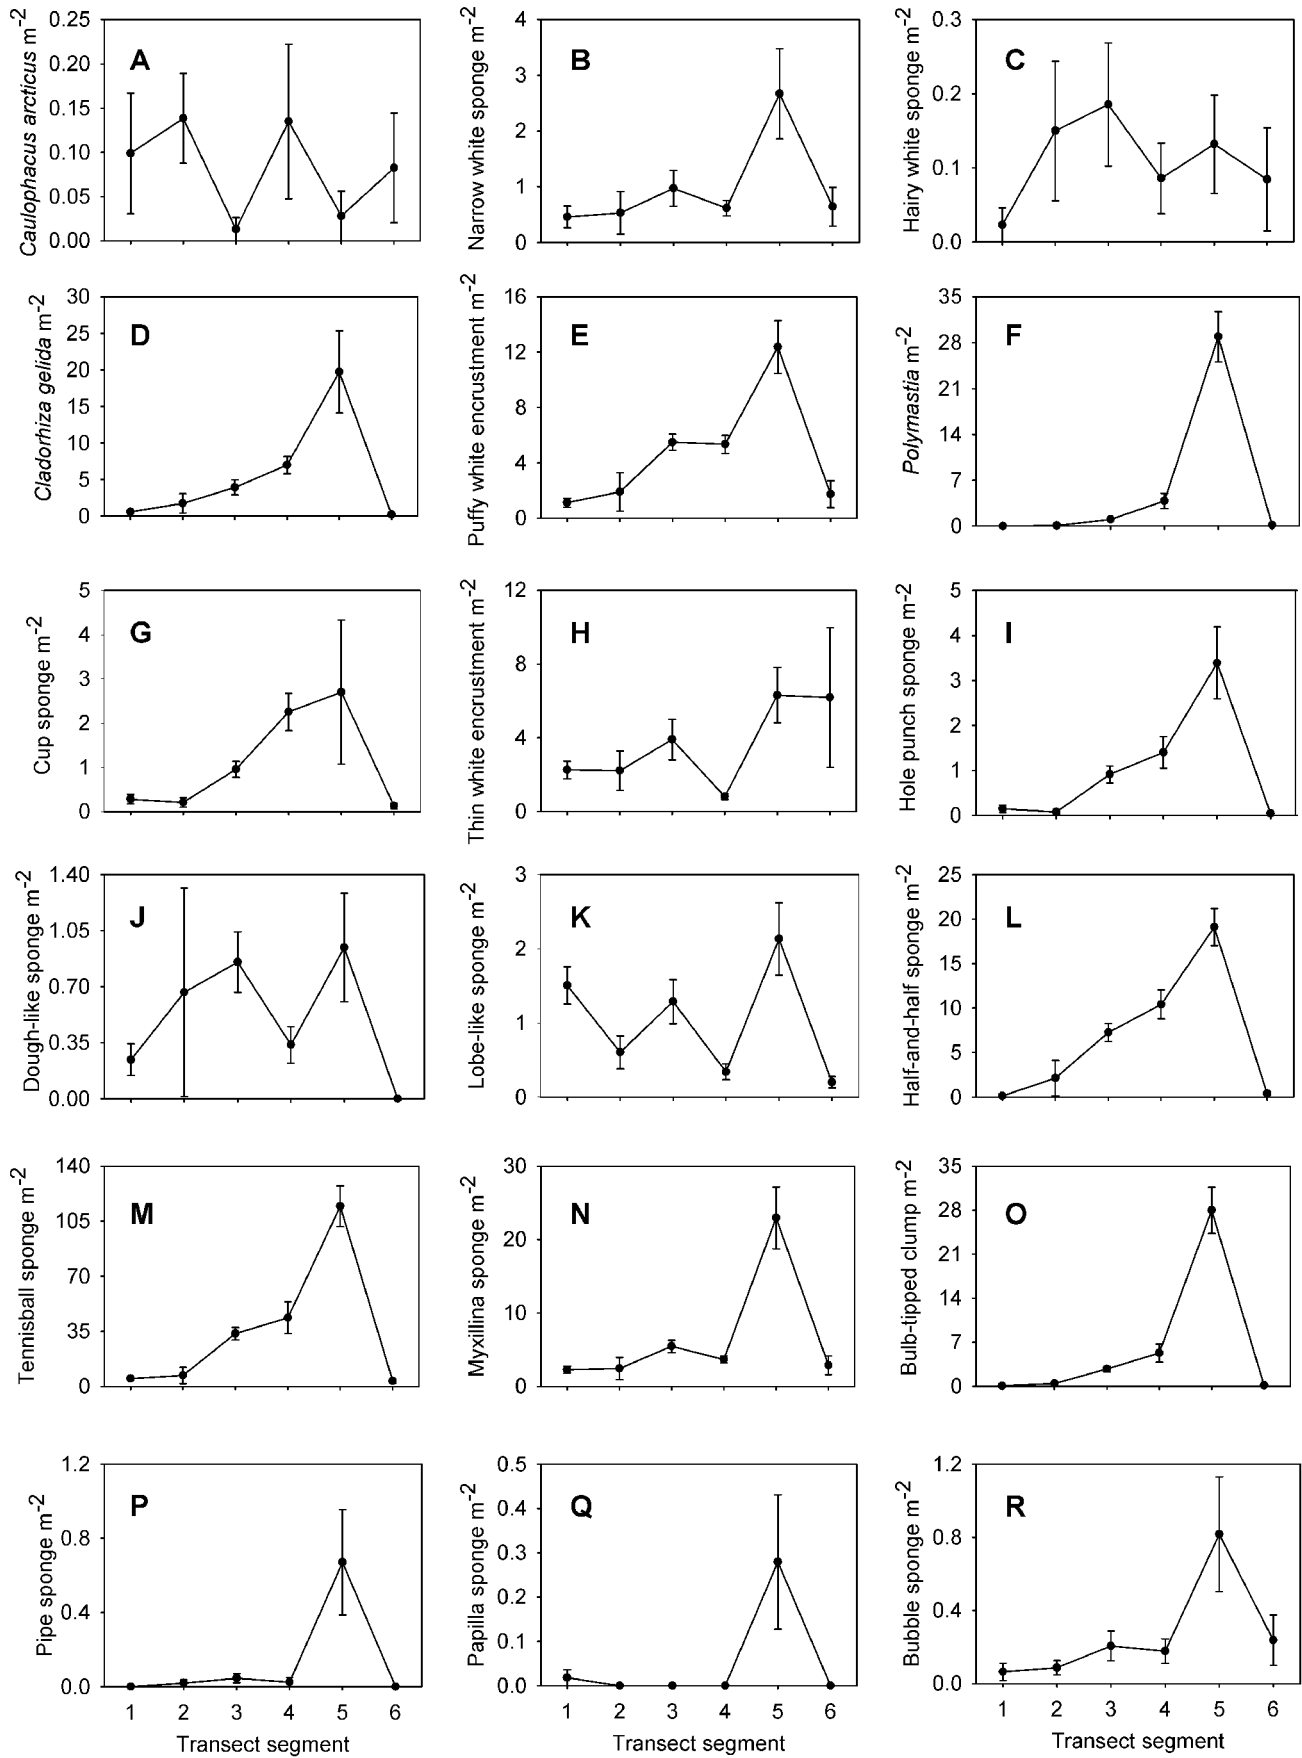 A
Caulophacus arcticus m-2
0.25
0.20
0.15
0.10
0.05
0.00
B
Narrow white sponge m-2
4
3
2
1
0
C
Hairy white sponge m-2
0.3
0.2
0.1
0.0
D
Cladorhiza gelida m-2
30
25
20
15
10
5
0
E
Puffy white encrustment m-2
16
12
8
4
0
F
Polymastia m-2
35
28
21
14
7
0
G
Cup sponge m-2
5
4
3
2
1
0
H
Thin white encrustment m-2
12
8
4
0
I
Hole punch sponge m-2
5
4
3
2
1
0
J
Dough-like sponge m-2
1.40
1.05
0.70
0.35
0.00
K
Lobe-like sponge m-2
3
2
1
0
L
Half-and-half sponge m-2
25
20
15
10
5
0
M
Tennisball sponge m-2
140
105
70
35
0
N
Myxillina sponge m-2
30
20
10
0
O
Bulb-tipped clump m-2
35
28
21
14
7
0
P
Pipe sponge m-2
1.2
0.8
0.4
0.0
1 2 3 4 5 6
Transect segment
Q
Papilla sponge m-2
0.5
0.4
0.3
0.2
0.1
0.0
1 2 3 4 5 6
Transect segment
R
Bubble sponge m-2
1.2
0.8
0.4
0.0
1 2 3 4 5 6
Transect segment